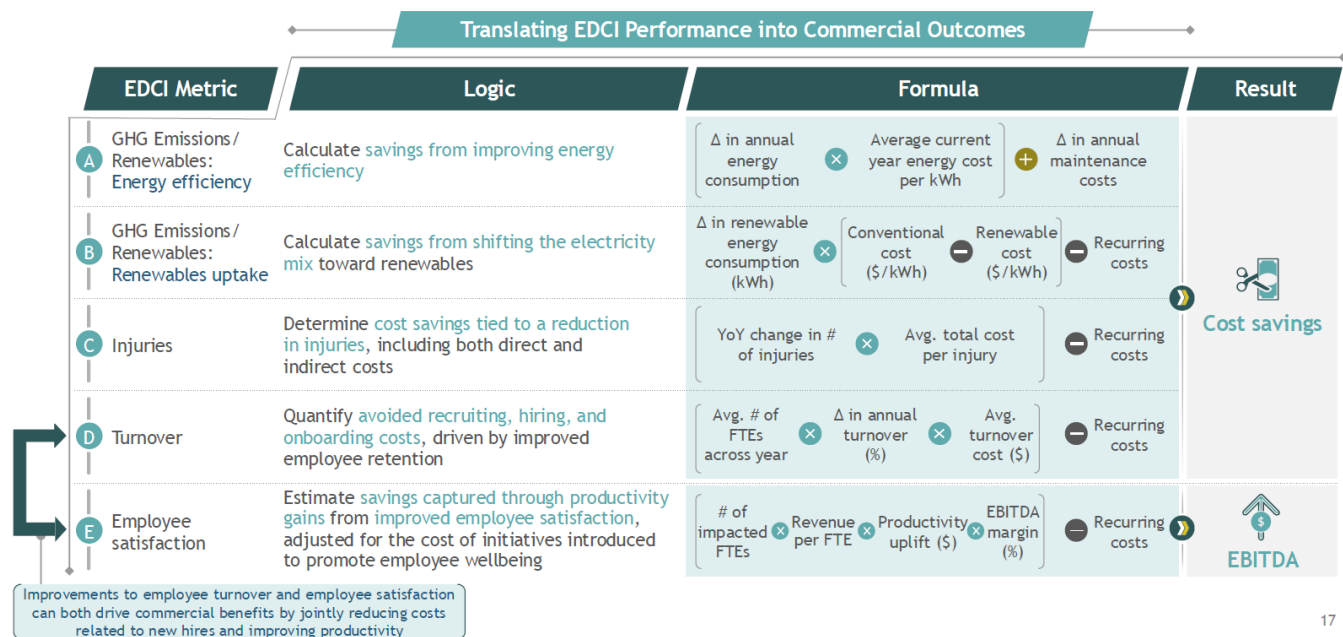 Translating EDCI Performance into Commercial Outcomes
EDCI Metric
Logic
Formula
Result
A
GHG Emissions/
Renewables:
Energy efficiency
Calculate savings from improving energy
efficiency
Δ in annual
energy
consumption
×
Average current
year energy cost
per kWh
+
Δ in annual
maintenance
costs
B
GHG Emissions/
Renewables:
Renewables uptake
Calculate savings from shifting the electricity
mix toward renewables
Δ in renewable
energy
consumption
(kWh)
×
Conventional
cost
($/kWh)
−
Renewable
cost
($/kWh)
−
Recurring
costs
C
Injuries
Determine cost savings tied to a reduction
in injuries, including both direct and
indirect costs
YoY change in #
of injuries
×
Avg. total cost
per injury
−
Recurring
costs
Cost savings
D
Turnover
Quantify avoided recruiting, hiring, and
onboarding costs, driven by improved
employee retention
Avg. # of
FTEs
across year
×
Δ in annual
turnover
(%)
×
Avg.
turnover
cost ($)
−
Recurring
costs
E
Employee
satisfaction
Estimate savings captured through productivity
gains from improved employee satisfaction,
adjusted for the cost of initiatives introduced
to promote employee wellbeing
# of
impacted
FTEs
×
Revenue
per FTE
×
Productivity
uplift ($)
×
EBITDA
margin
(%)
−
Recurring
costs
$
EBITDA
Improvements to employee turnover and employee satisfaction
can both drive commercial benefits by jointly reducing costs
related to new hires and improving productivity
17